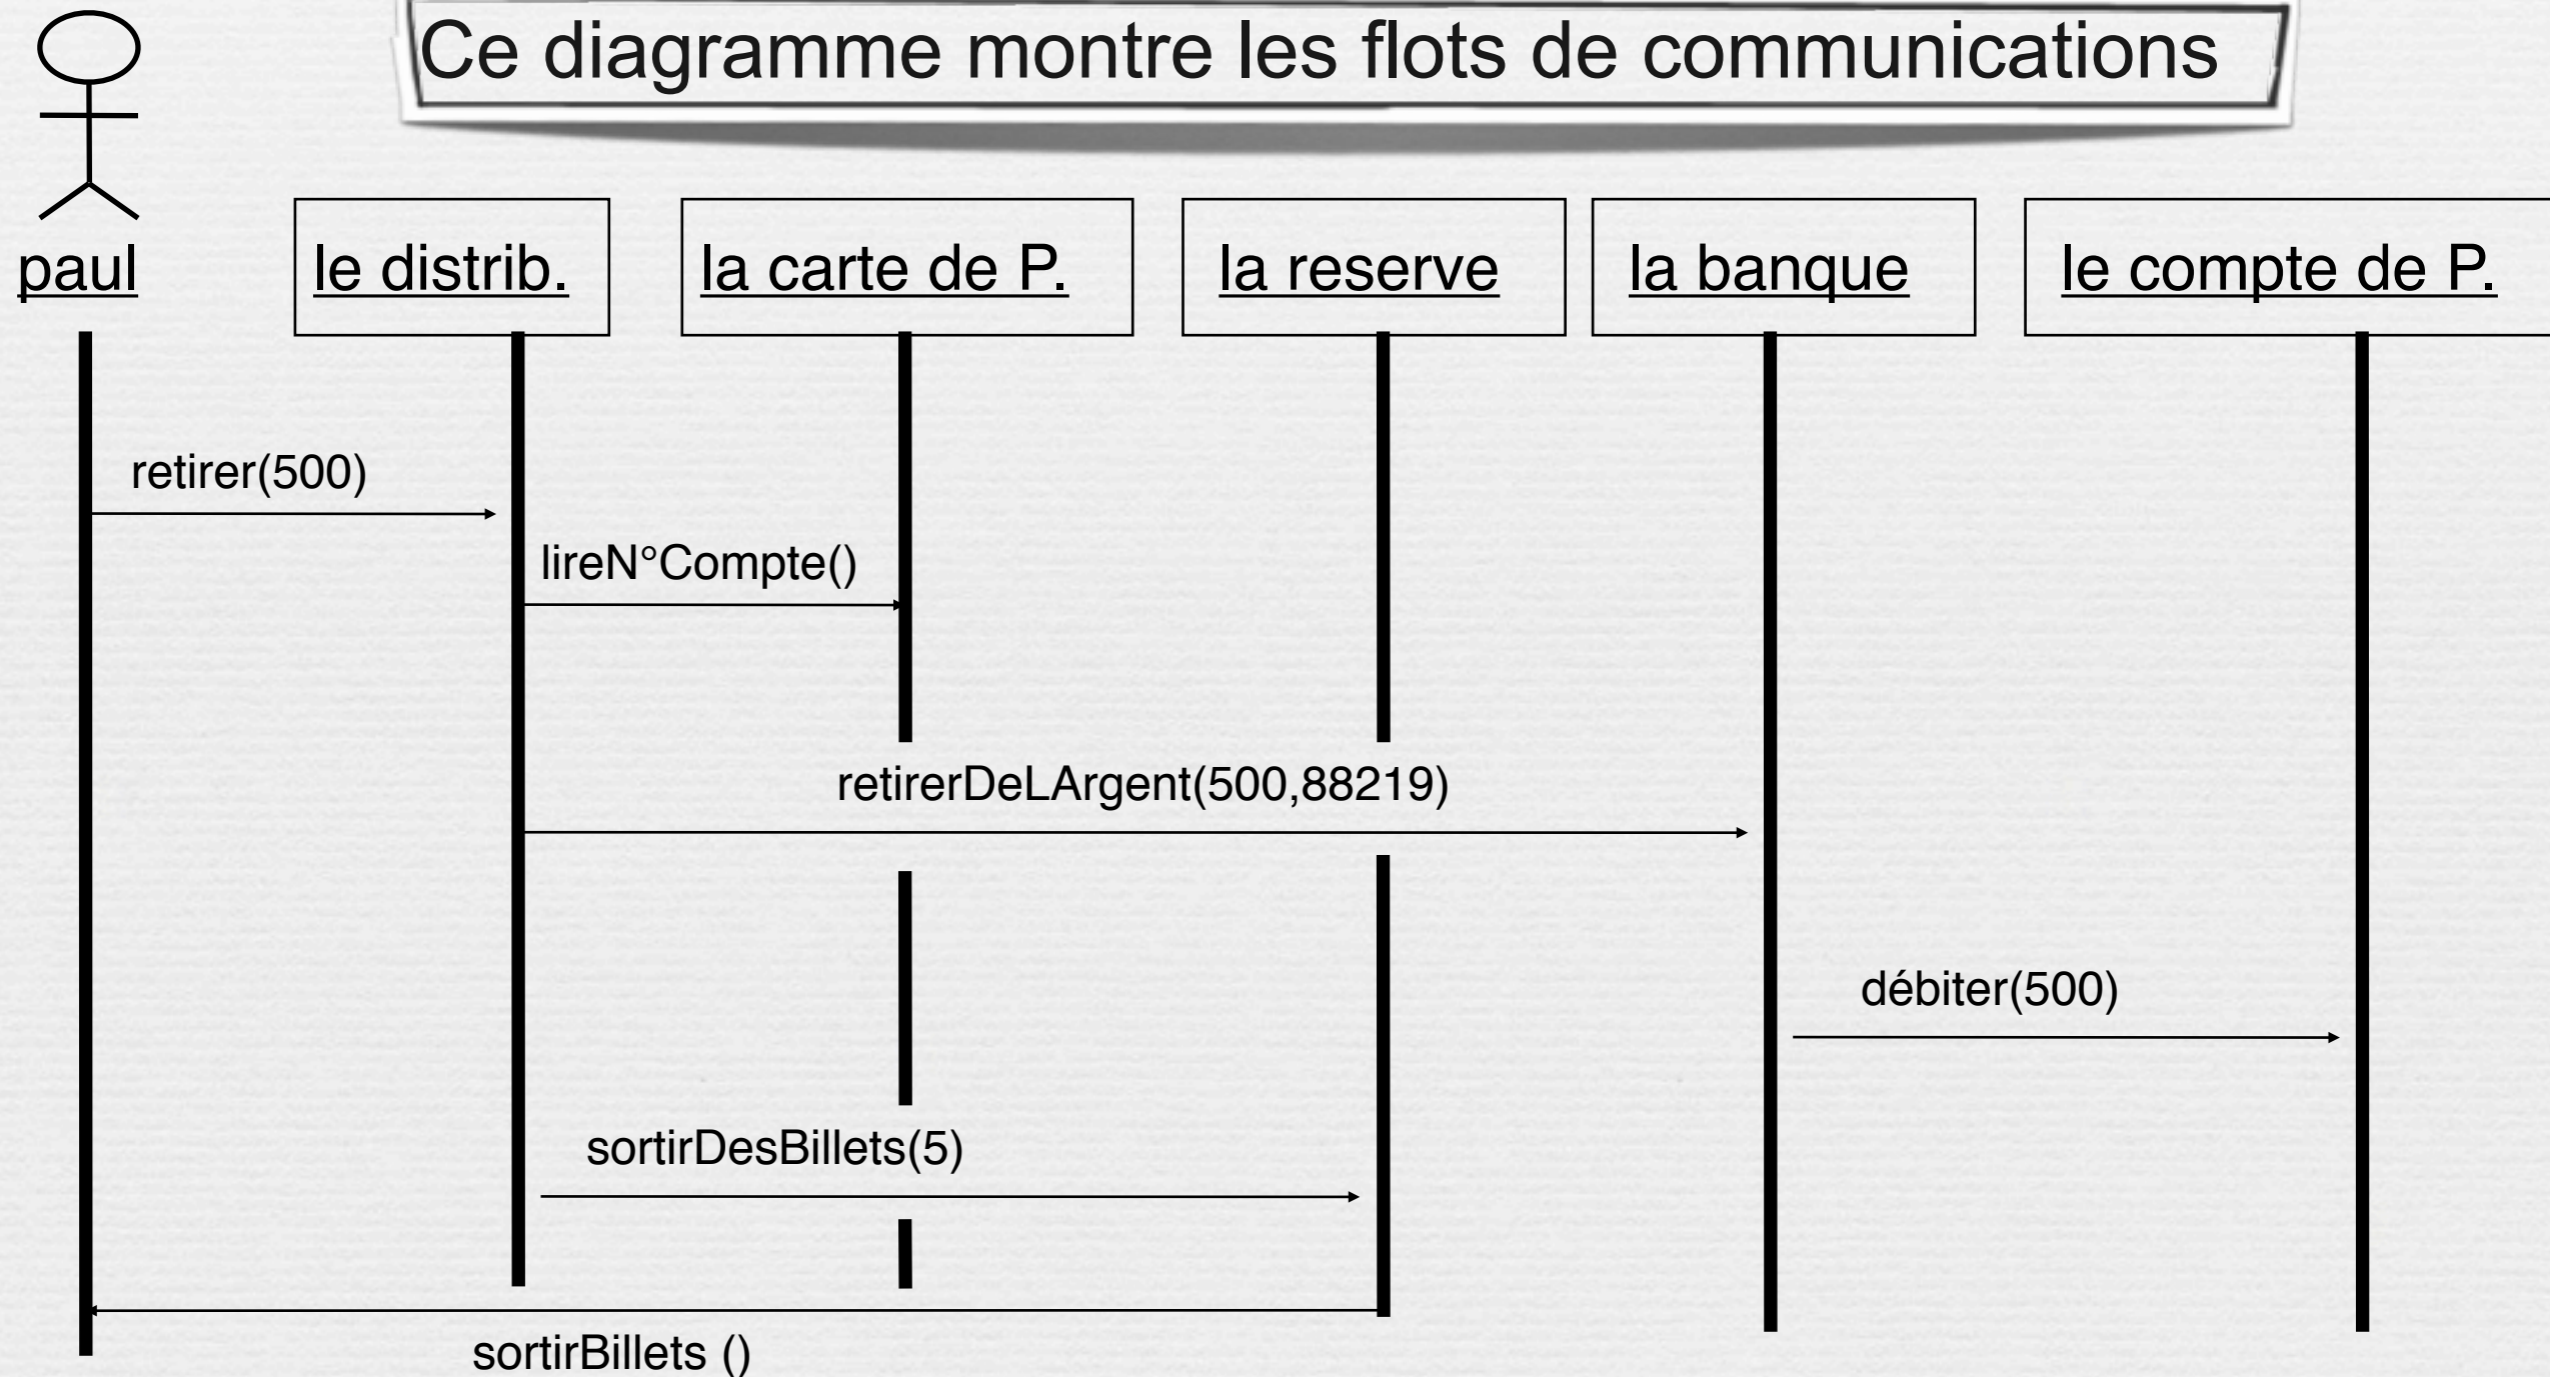 Ce diagramme montre les flots de communications
paul
le distrib.
la carte de P.
la reserve
la banque
le compte de P.
retirer(500)
lireN°Compte()
retirerDeLArgent(500,88219)
débiter(500)
sortirDesBillets(5)
sortirBillets ()